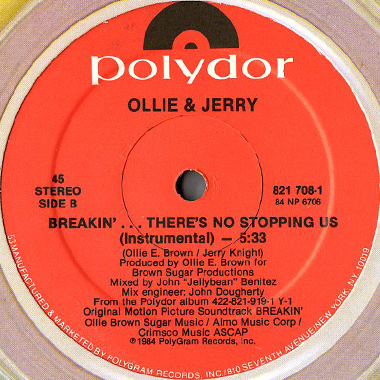 polydor
OLLIE & JERRY
45
STEREO
SIDE B
821 708-1
84 NP 6706
BREAKIN' . . . THERE'S NO STOPPING US
(Instrumental) — 5:33
(Ollie E. Brown / Jerry Knight)
Produced by Ollie E. Brown for
Brown Sugar Productions
Mixed by John "Jellybean" Benitez
Mix engineer: John Dougherty
From the Polydor album 422-821-919-1 Y-1
Original Motion Picture Soundtrack BREAKIN'
Ollie Brown Sugar Music / Almo Music Corp /
Crimsco Music ASCAP
℗ 1984 PolyGram Records, Inc.
53 MANUFACTURED & MARKETED BY POLYGRAM RECORDS, INC./810 SEVENTH AVENUE/NEW YORK, NY, 10019